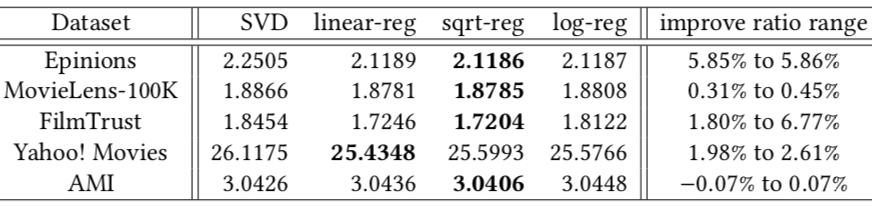 Dataset SVD linear-reg sqrt-reg log-reg improve ratio range
Epinions 2.2505 2.1189 2.1186 2.1187 5.85% to 5.86%
MovieLens-100K 1.8866 1.8781 1.8785 1.8808 0.31% to 0.45%
FilmTrust 1.8454 1.7246 1.7204 1.8122 1.80% to 6.77%
Yahoo! Movies 26.1175 25.4348 25.5993 25.5766 1.98% to 2.61%
AMI 3.0426 3.0436 3.0406 3.0448 −0.07% to 0.07%